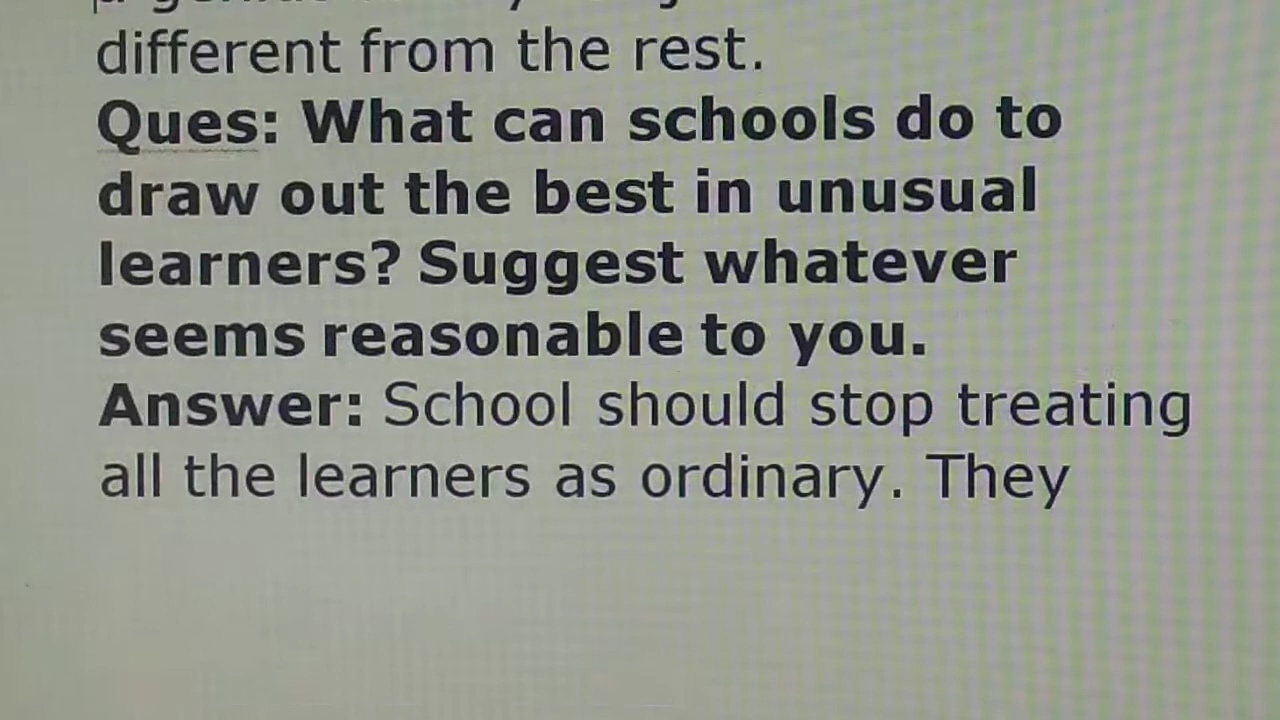 different from the rest.
Ques: What can schools do to
draw out the best in unusual
learners? Suggest whatever
seems reasonable to you.
Answer: School should stop treating
all the learners as ordinary. They